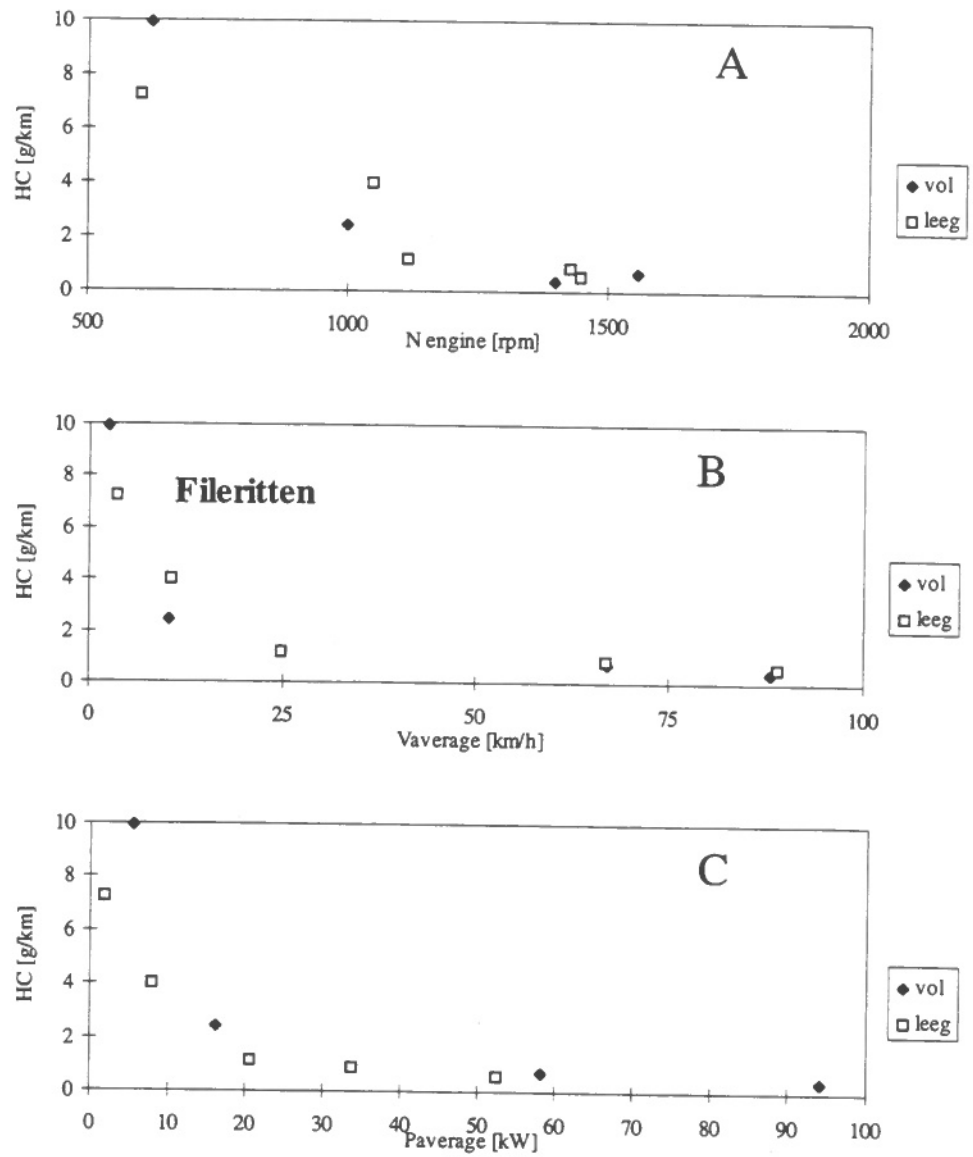 A
HC [g/km]
10
8
6
4
2
0
500 1000 1500 2000
N engine [rpm]
vol
leeg
B
Fileritten
HC [g/km]
10
8
6
4
2
0
0 25 50 75 100
Vaverage [km/h]
vol
leeg
C
HC [g/km]
10
8
6
4
2
0
0 10 20 30 40 50 60 70 80 90 100
Paverage [kW]
vol
leeg